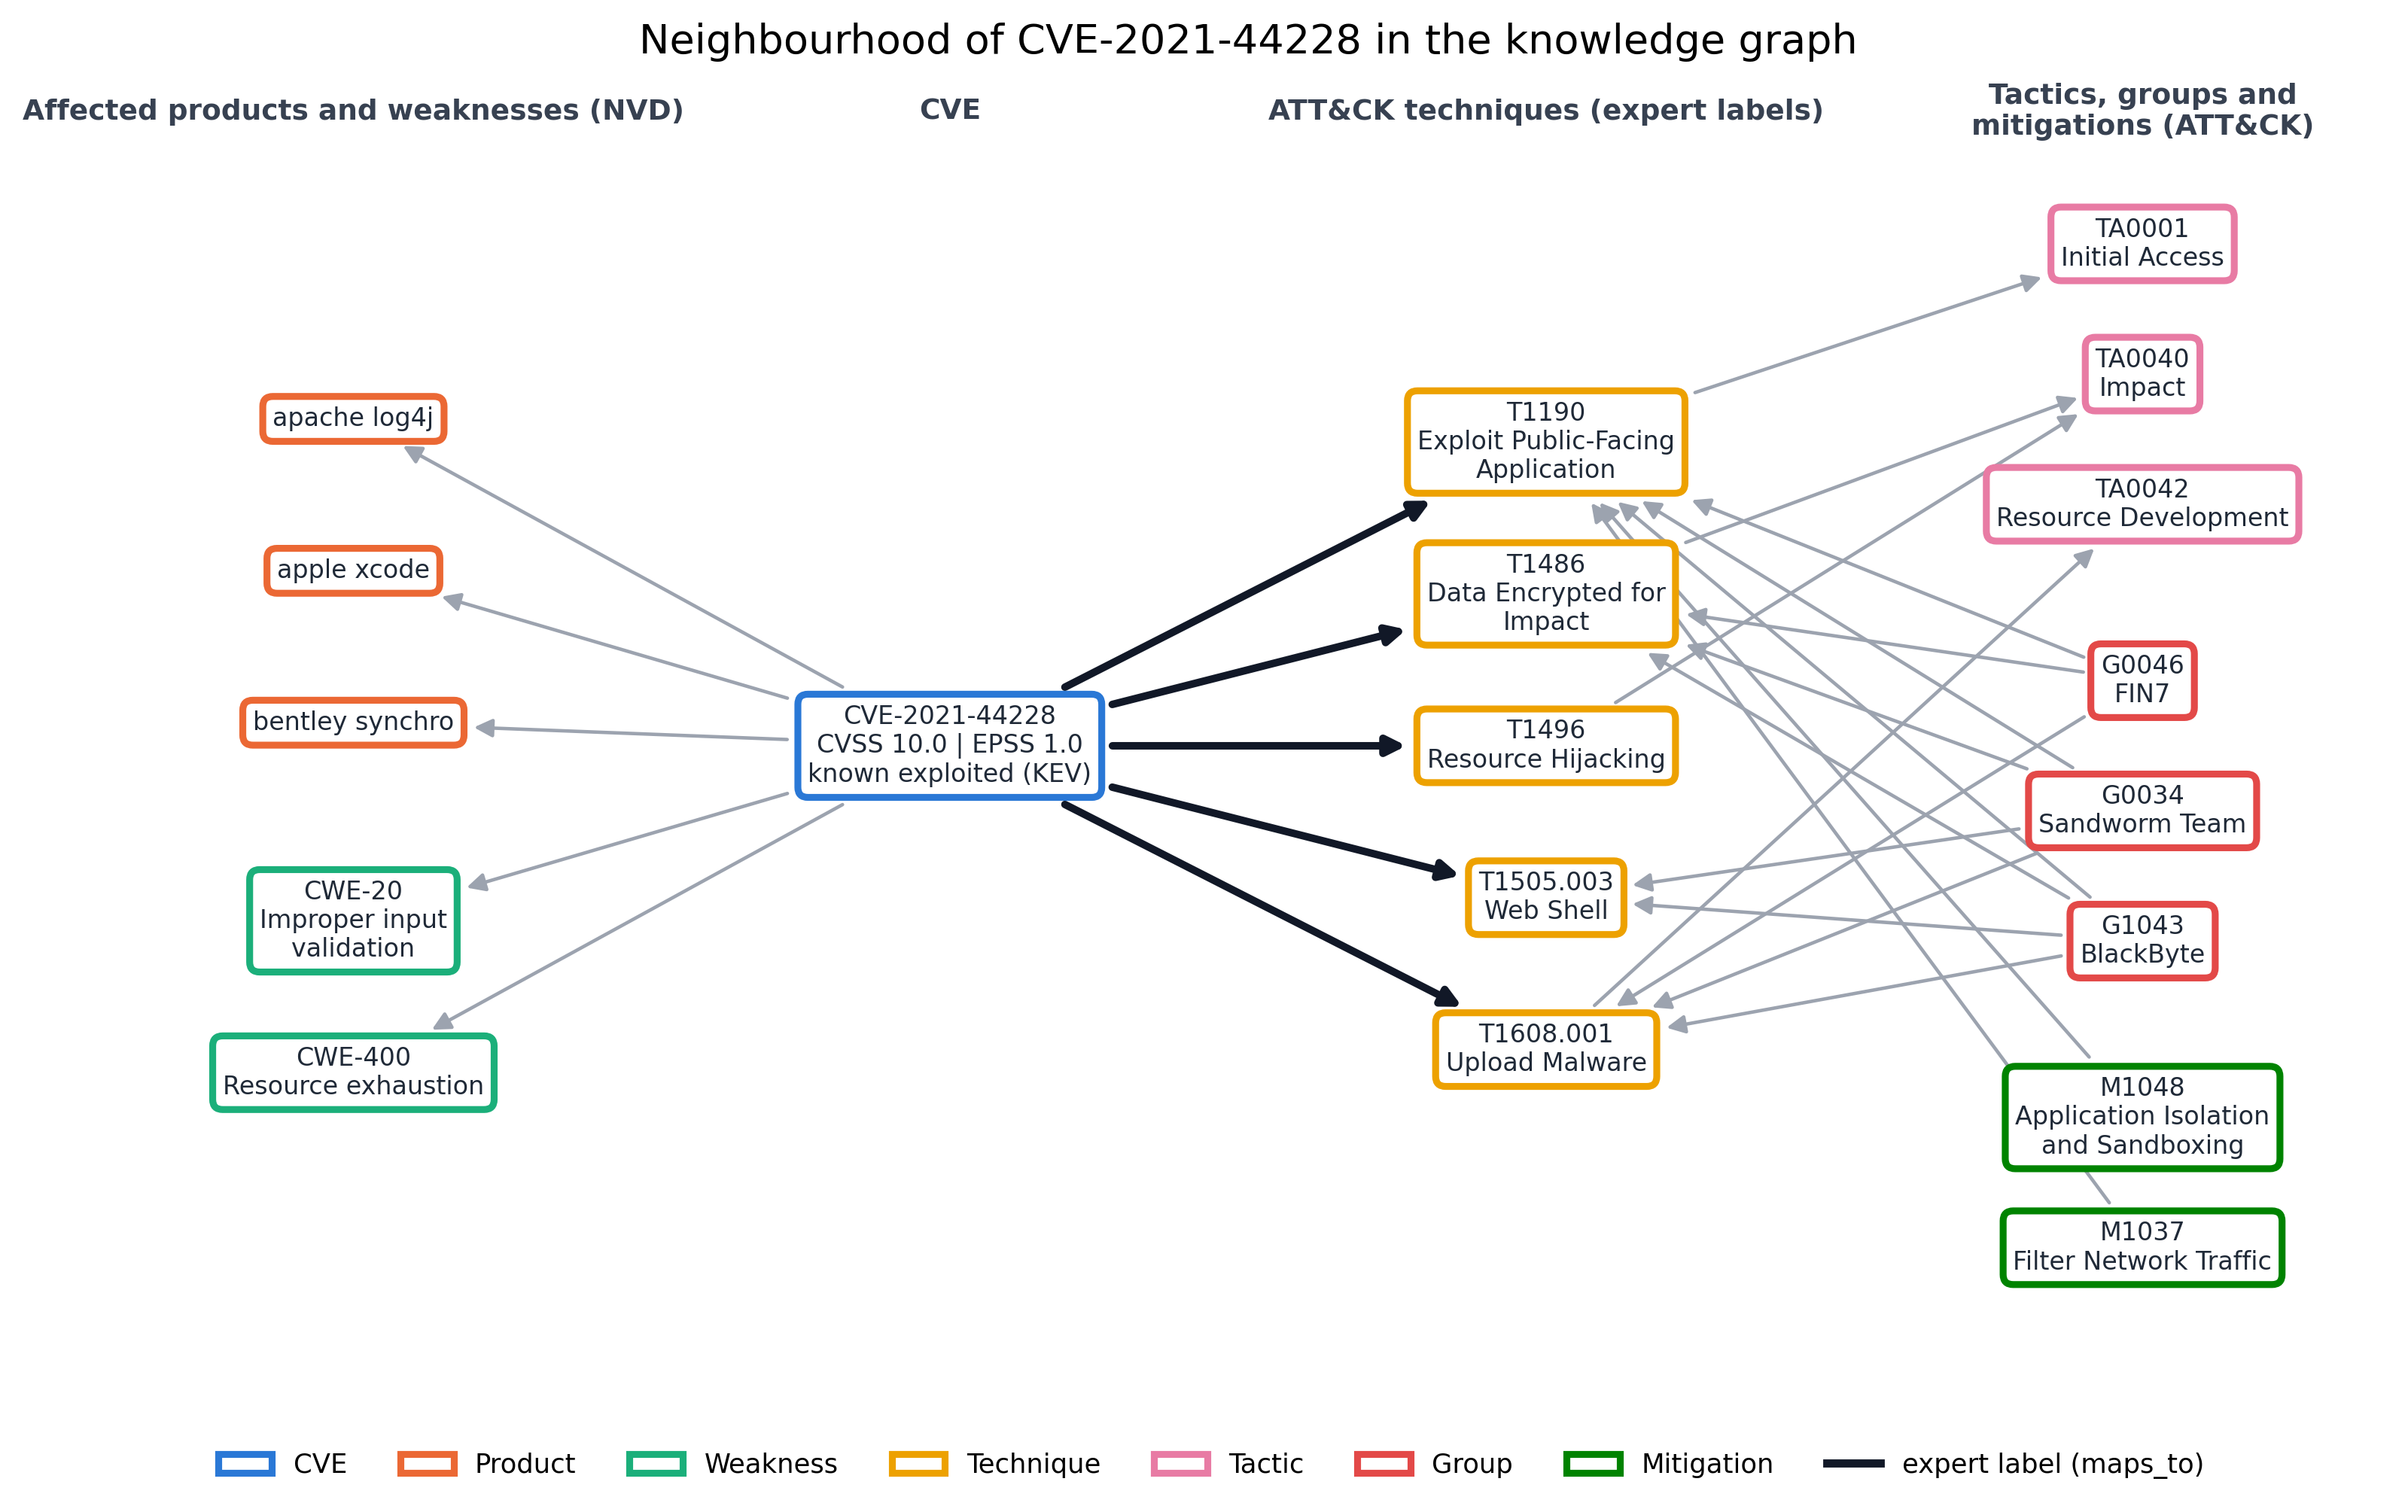 Neighbourhood of CVE-2021-44228 in the knowledge graph
Affected products and weaknesses (NVD)
CVE
ATT&CK techniques (expert labels)
Tactics, groups and
mitigations (ATT&CK)
apache log4j
apple xcode
bentley synchro
CWE-20
Improper input
validation
CWE-400
Resource exhaustion
CVE-2021-44228
CVSS 10.0 | EPSS 1.0
known exploited (KEV)
T1190
Exploit Public-Facing
Application
T1486
Data Encrypted for
Impact
T1496
Resource Hijacking
T1505.003
Web Shell
T1608.001
Upload Malware
TA0001
Initial Access
TA0040
Impact
TA0042
Resource Development
G0046
FIN7
G0034
Sandworm Team
G1043
BlackByte
M1048
Application Isolation
and Sandboxing
M1037
Filter Network Traffic
CVE
Product
Weakness
Technique
Tactic
Group
Mitigation
expert label (maps_to)